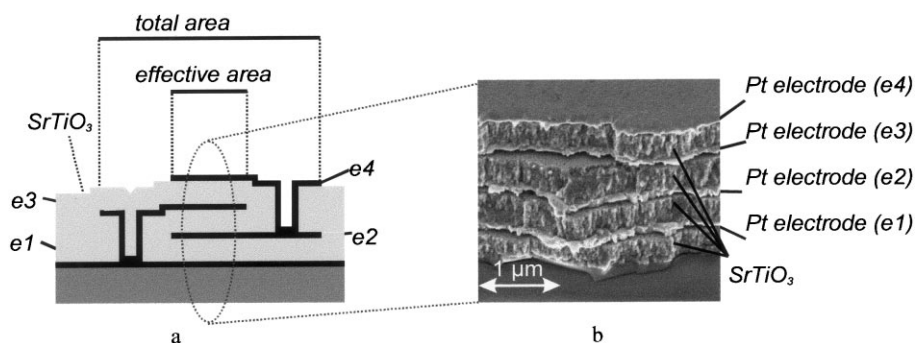 total area
effective area
SrTiO₃
e3
e1
e4
e2
a
Pt electrode (e4)
Pt electrode (e3)
Pt electrode (e2)
Pt electrode (e1)
SrTiO₃
1 µm
b